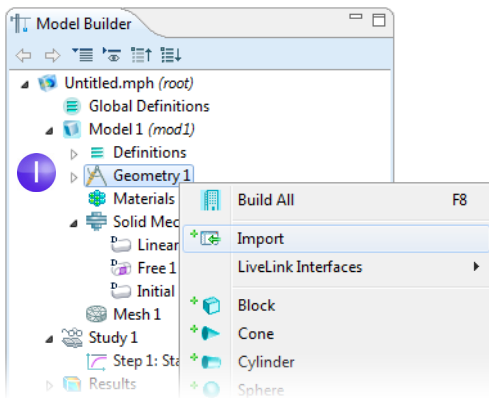 Model Builder
Untitled.mph (root)
Global Definitions
Model 1 (mod1)
Definitions
1
Geometry 1
Materials
Build All F8
Solid Mec
Import
Linear
LiveLink Interfaces
Free 1
Initial
Block
Mesh 1
Cone
Study 1
Step 1: Sta
Cylinder
Results
Sphere